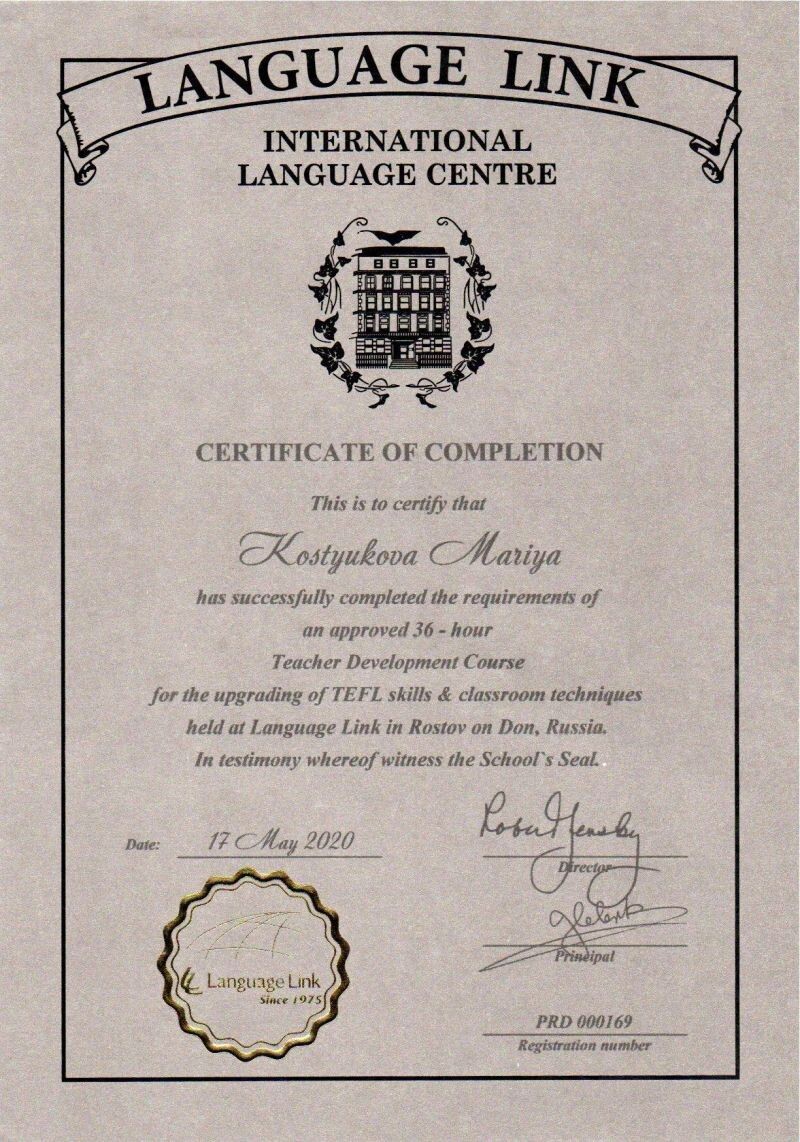 LANGUAGE LINK
INTERNATIONAL
LANGUAGE CENTRE
CERTIFICATE OF COMPLETION
This is to certify that
Kostyukova Mariya
has successfully completed the requirements of
an approved 36 - hour
Teacher Development Course
for the upgrading of TEFL skills & classroom techniques
held at Language Link in Rostov on Don, Russia.
In testimony whereof witness the School`s Seal.
Date: 17 May 2020
Director
Principal
Language Link
Since 1975
PRD 000169
Registration number